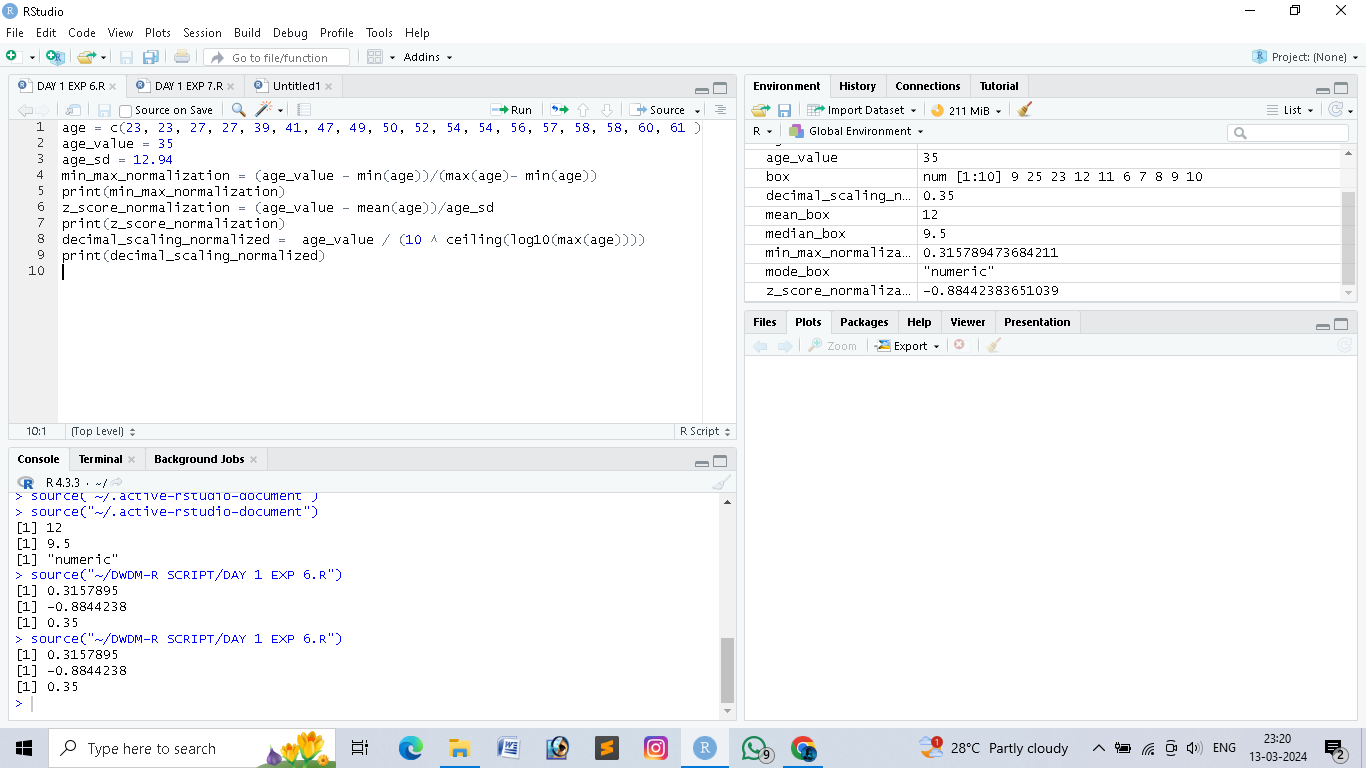 RStudio
File Edit Code View Plots Session Build Debug Profile Tools Help
Go to file/function Addins Project: (None)
DAY 1 EXP 6.R DAY 1 EXP 7.R Untitled1
Source on Save Run Source
1 age = c(23, 23, 27, 27, 39, 41, 47, 49, 50, 52, 54, 54, 56, 57, 58, 58, 60, 61 )
2 age_value = 35
3 age_sd = 12.94
4 min_max_normalization = (age_value - min(age))/(max(age)- min(age))
5 print(min_max_normalization)
6 z_score_normalization = (age_value - mean(age))/age_sd
7 print(z_score_normalization)
8 decimal_scaling_normalized =  age_value / (10 ^ ceiling(log10(max(age))))
9 print(decimal_scaling_normalized)
10
10:1 (Top Level) R Script
Console Terminal Background Jobs
R 4.3.3 · ~/
> source("~/.active-rstudio-document")
> source("~/.active-rstudio-document")
[1] 12
[1] 9.5
[1] "numeric"
> source("~/DWDM-R SCRIPT/DAY 1 EXP 6.R")
[1] 0.3157895
[1] -0.8844238
[1] 0.35
> source("~/DWDM-R SCRIPT/DAY 1 EXP 6.R")
[1] 0.3157895
[1] -0.8844238
[1] 0.35
>
Environment History Connections Tutorial
Import Dataset 211 MiB List
R Global Environment
age_value 35
box num [1:10] 9 25 23 12 11 6 7 8 9 10
decimal_scaling_n... 0.35
mean_box 12
median_box 9.5
min_max_normaliza... 0.315789473684211
mode_box "numeric"
z_score_normaliza... -0.88442383651039
Files Plots Packages Help Viewer Presentation
Zoom Export
Type here to search
9
1 28°C Partly cloudy
ENG
23:20
13-03-2024
2